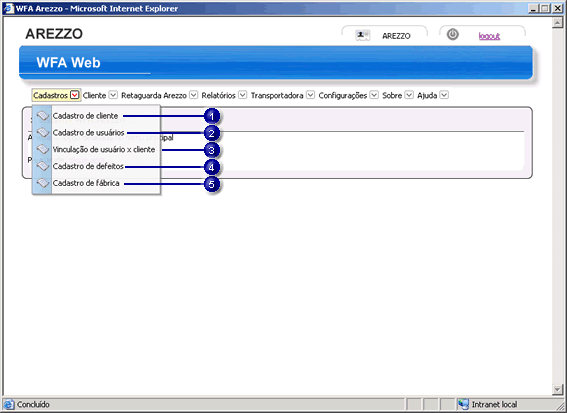 WFA Arezzo - Microsoft Internet Explorer
AREZZO
AREZZO
logout
WFA Web
Cadastros Cliente Retaguarda Arezzo Relatórios Transportadora Configurações Sobre Ajuda
Cadastro de cliente 1
Cadastro de usuários 2
Vinculação de usuário x cliente 3
Cadastro de defeitos 4
Cadastro de fábrica 5
Concluído
Intranet local